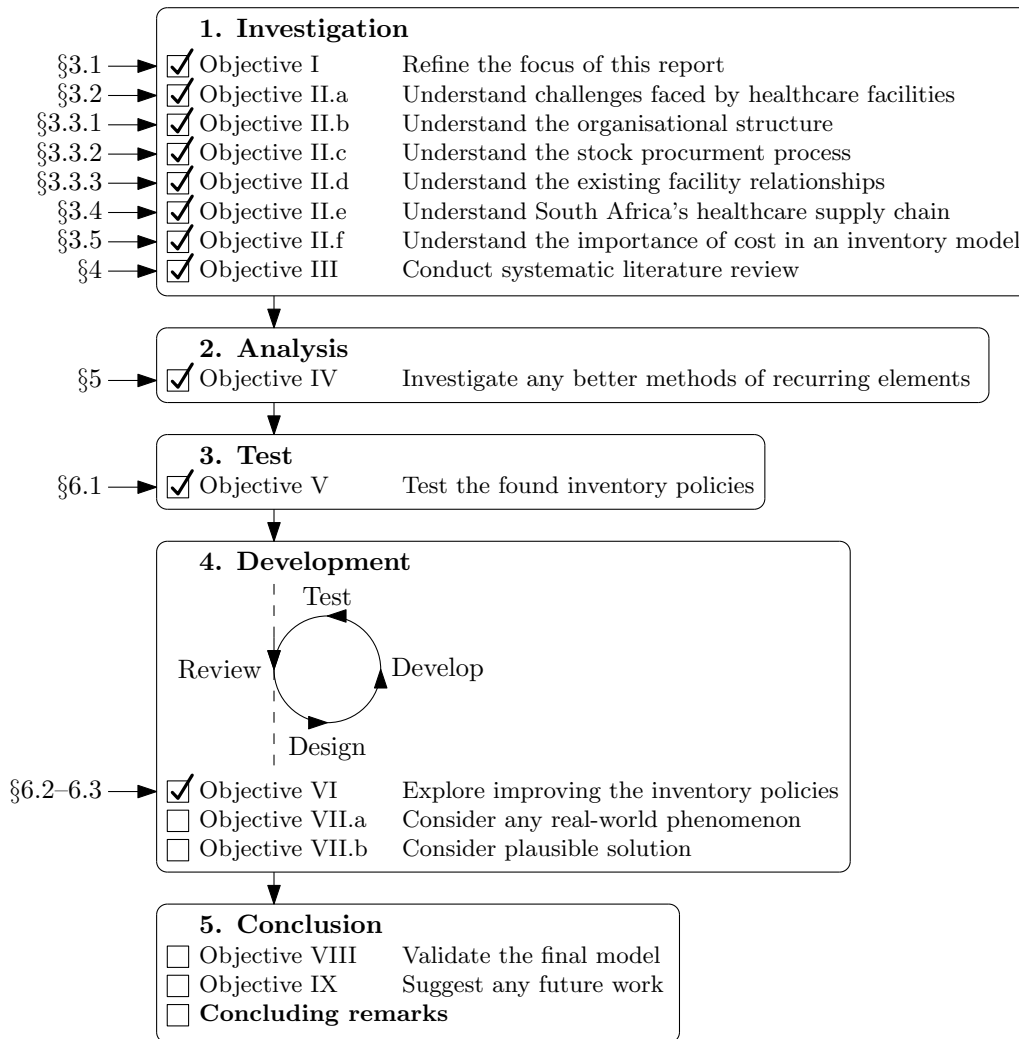 1. Investigation
§3.1 Objective I Refine the focus of this report
§3.2 Objective II.a Understand challenges faced by healthcare facilities
§3.3.1 Objective II.b Understand the organisational structure
§3.3.2 Objective II.c Understand the stock procurment process
§3.3.3 Objective II.d Understand the existing facility relationships
§3.4 Objective II.e Understand South Africa's healthcare supply chain
§3.5 Objective II.f Understand the importance of cost in an inventory model
§4 Objective III Conduct systematic literature review
2. Analysis
§5 Objective IV Investigate any better methods of recurring elements
3. Test
§6.1 Objective V Test the found inventory policies
4. Development
Test
Review Develop
Design
§6.2–6.3 Objective VI Explore improving the inventory policies
Objective VII.a Consider any real-world phenomenon
Objective VII.b Consider plausible solution
5. Conclusion
Objective VIII Validate the final model
Objective IX Suggest any future work
Concluding remarks